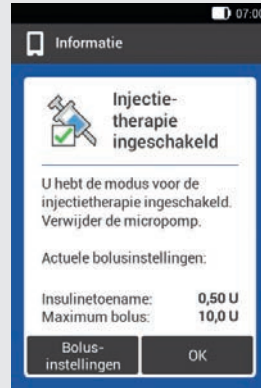 07:00
Informatie
Injectie-
therapie
ingeschakeld
U hebt de modus voor de
injectietherapie ingeschakeld.
Verwijder de micropomp.
Actuele bolusinstellingen:
Insulinetoename: 0,50 U
Maximum bolus: 10,0 U
Bolus-
instellingen
OK